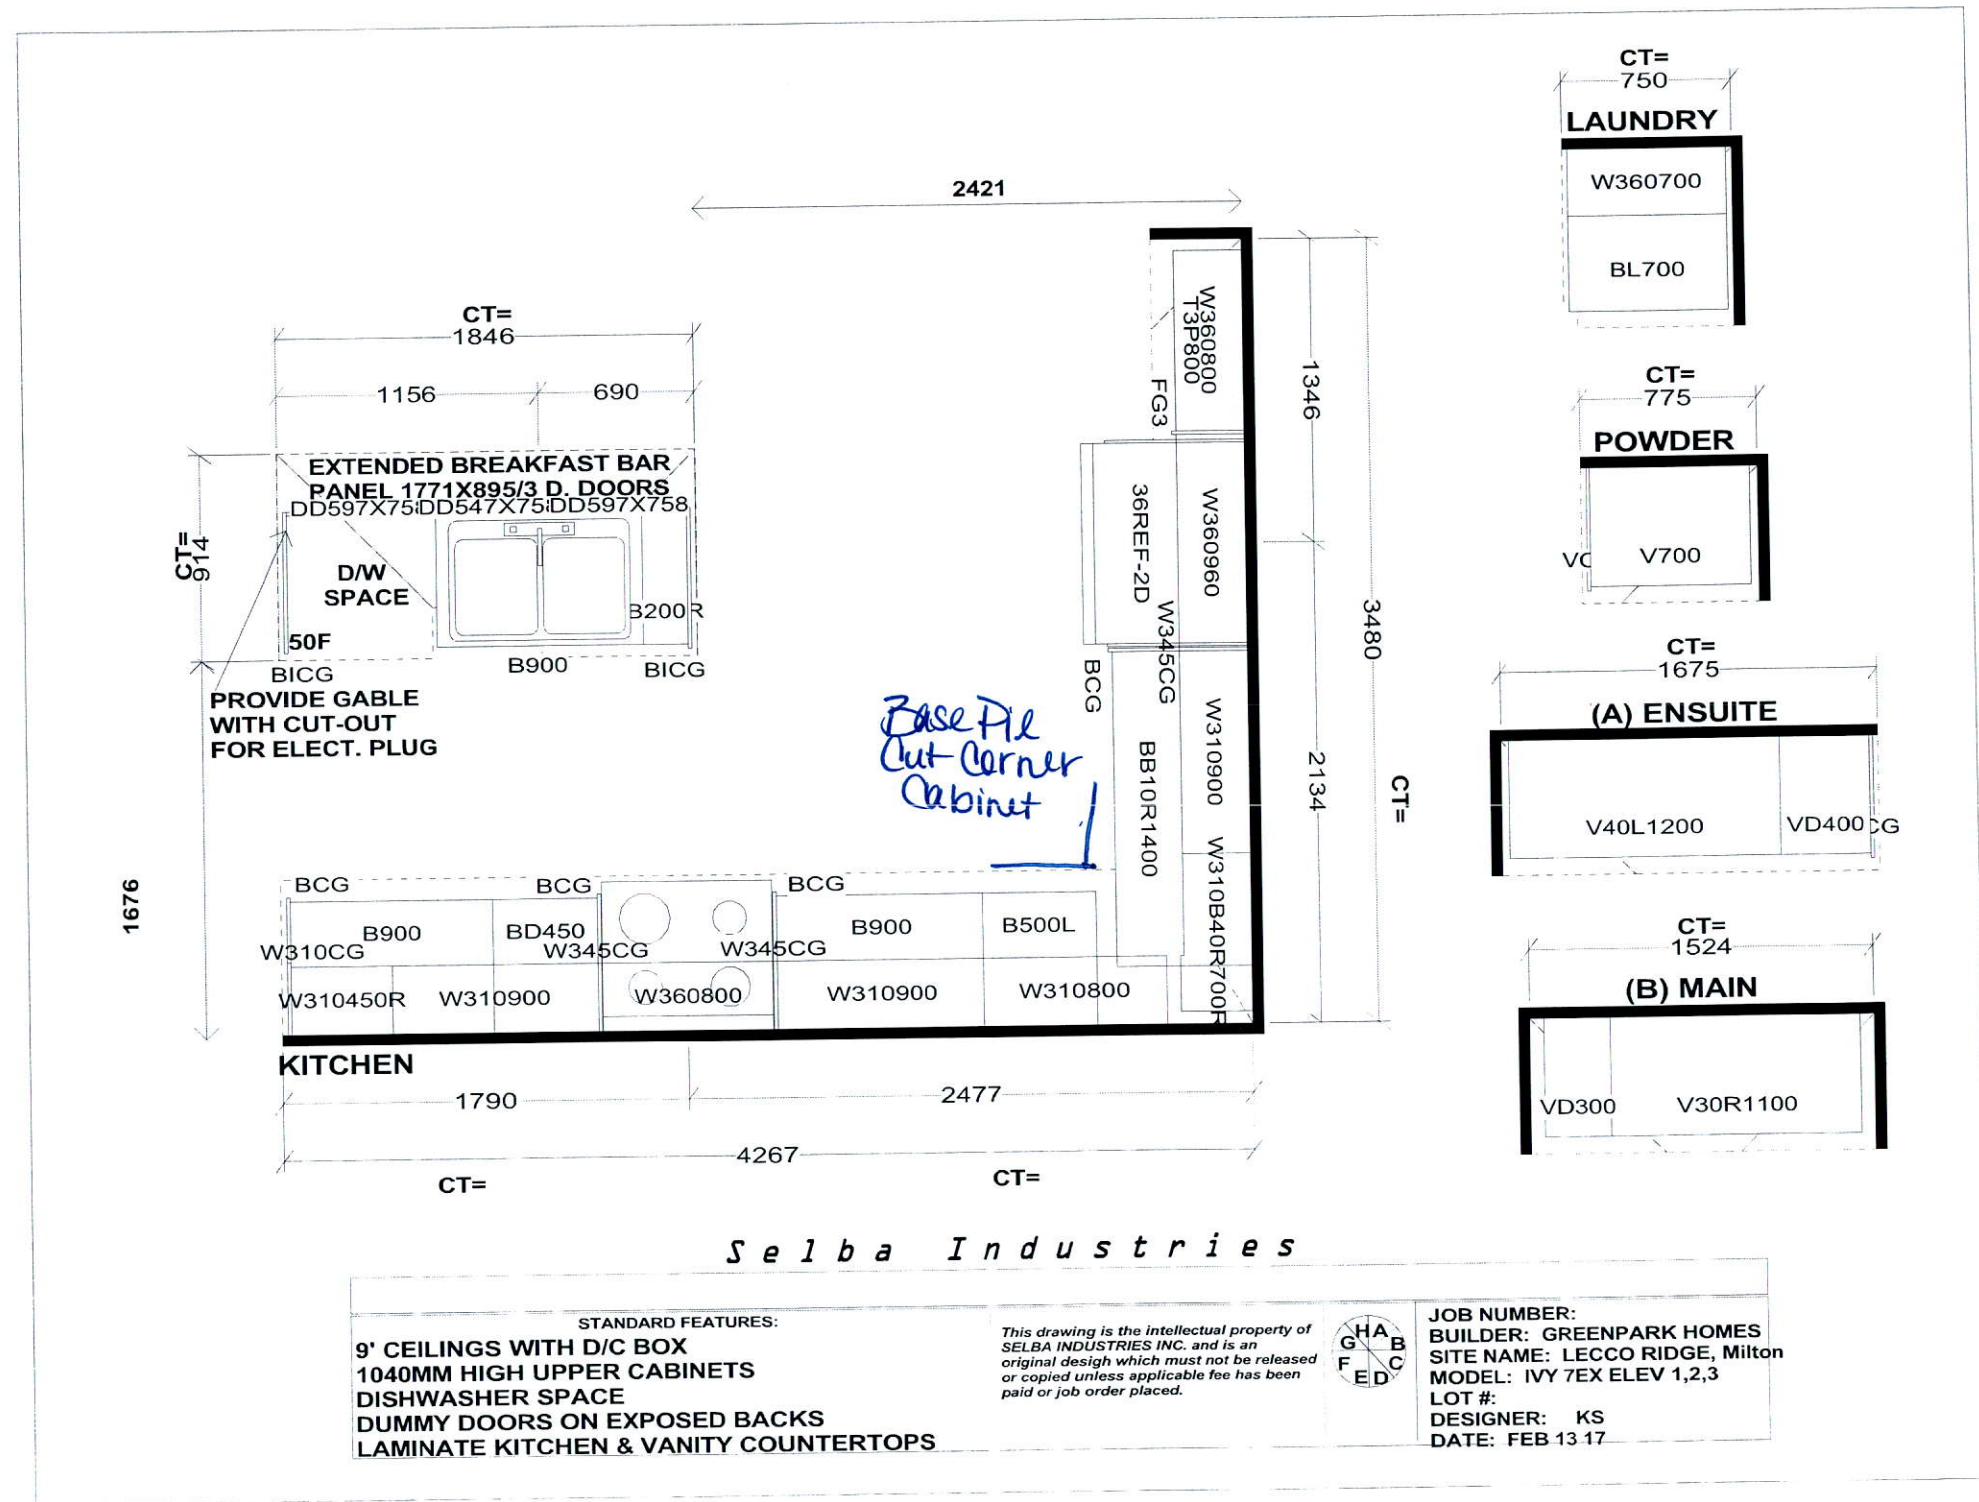 CT=
750
LAUNDRY
W360700
BL700
2421
CT=
1846
1156
690
EXTENDED BREAKFAST BAR
PANEL 1771X895/3 D. DOORS
DD597X758
DD547X758
DD597X758
CT=
914
D/W
SPACE
50F
B200R
BICG
B900
BICG
PROVIDE GABLE
WITH CUT-OUT
FOR ELECT. PLUG
1676
W360800
T3P800
FG3
36REF-2D
W360960
W345CG
BCG
W310900
BB10R1400
W310B40R700R
1346
3480
2134
CT=
Base Pie
Cut Corner
Cabinet
BCG
BCG
BCG
B900
BD450
B900
B500L
W310CG
W345CG
W345CG
W310450R
W310900
W360800
W310900
W310800
KITCHEN
1790
2477
4267
CT=
CT=
CT=
775
POWDER
V700
CT=
1675
(A) ENSUITE
V40L1200
VD400
CG
CT=
1524
(B) MAIN
VD300
V30R1100
Selba Industries
STANDARD FEATURES:
9' CEILINGS WITH D/C BOX
1040MM HIGH UPPER CABINETS
DISHWASHER SPACE
DUMMY DOORS ON EXPOSED BACKS
LAMINATE KITCHEN & VANITY COUNTERTOPS
This drawing is the intellectual property of
SELBA INDUSTRIES INC. and is an
original desigh which must not be released
or copied unless applicable fee has been
paid or job order placed.
H A
G B
F C
E D
JOB NUMBER:
BUILDER: GREENPARK HOMES
SITE NAME: LECCO RIDGE, Milton
MODEL: IVY 7EX ELEV 1,2,3
LOT #:
DESIGNER: KS
DATE: FEB 13 17